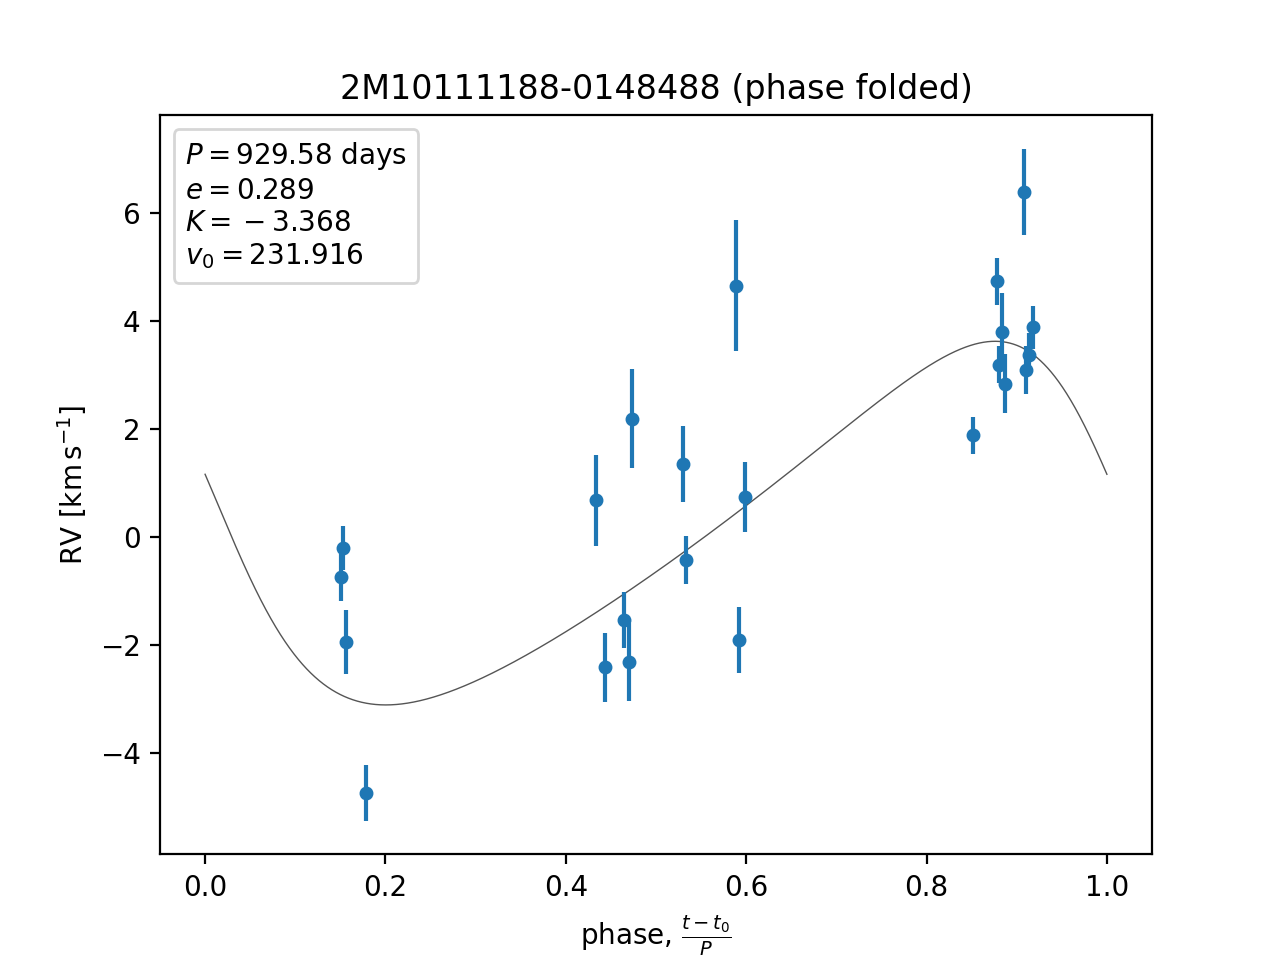 2M10111188-0148488 (phase folded)
P = 929.58 days
e = 0.289
K = −3.368
v₀ = 231.916
6
4
2
0
−2
−4
RV [km s⁻¹]
0.0 0.2 0.4 0.6 0.8 1.0
phase, (t − t₀)/P